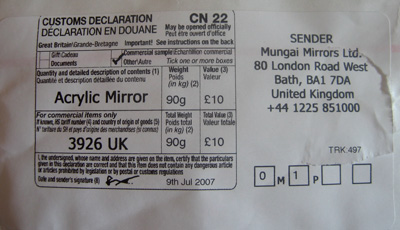 CUSTOMS DECLARATION
DÉCLARATION EN DOUANE
CN 22
May be opened officially
Peut être ouvert d'office
Great Britain/Grande-Bretagne Important! See instructions on the back
Gift/Cadeau
Commercial sample/Echantillon commercial
Documents
Other/Autre Tick one or more boxes
Quantity and detailed description of contents (1)
Quantité et description détaillée du contenu
Weight
Poids
(in kg) (2)
Value (3)
Valeur
Acrylic Mirror
90g
£10
For commercial items only
If known, HS tariff number (4) and country of origin of goods (5)
N° tarifaire du SH et pays d'origine des marchandises (si connus)
Total Weight
Poids total
(in kg) (2)
Total Value (3)
Valeur totale
3926 UK
90g
£10
I, the undersigned, whose name and address are given on the item, certify that the particulars
given in this declaration are correct and that this item does not contain any dangerous article
or articles prohibited by legislation or by postal or customs regulations
Date and sender's signature (8)
9th Jul 2007
SENDER
Mungai Mirrors Ltd.
80 London Road West
Bath, BA1 7DA
United Kingdom
+44 1225 851000
TRK 497
0 M 1 P